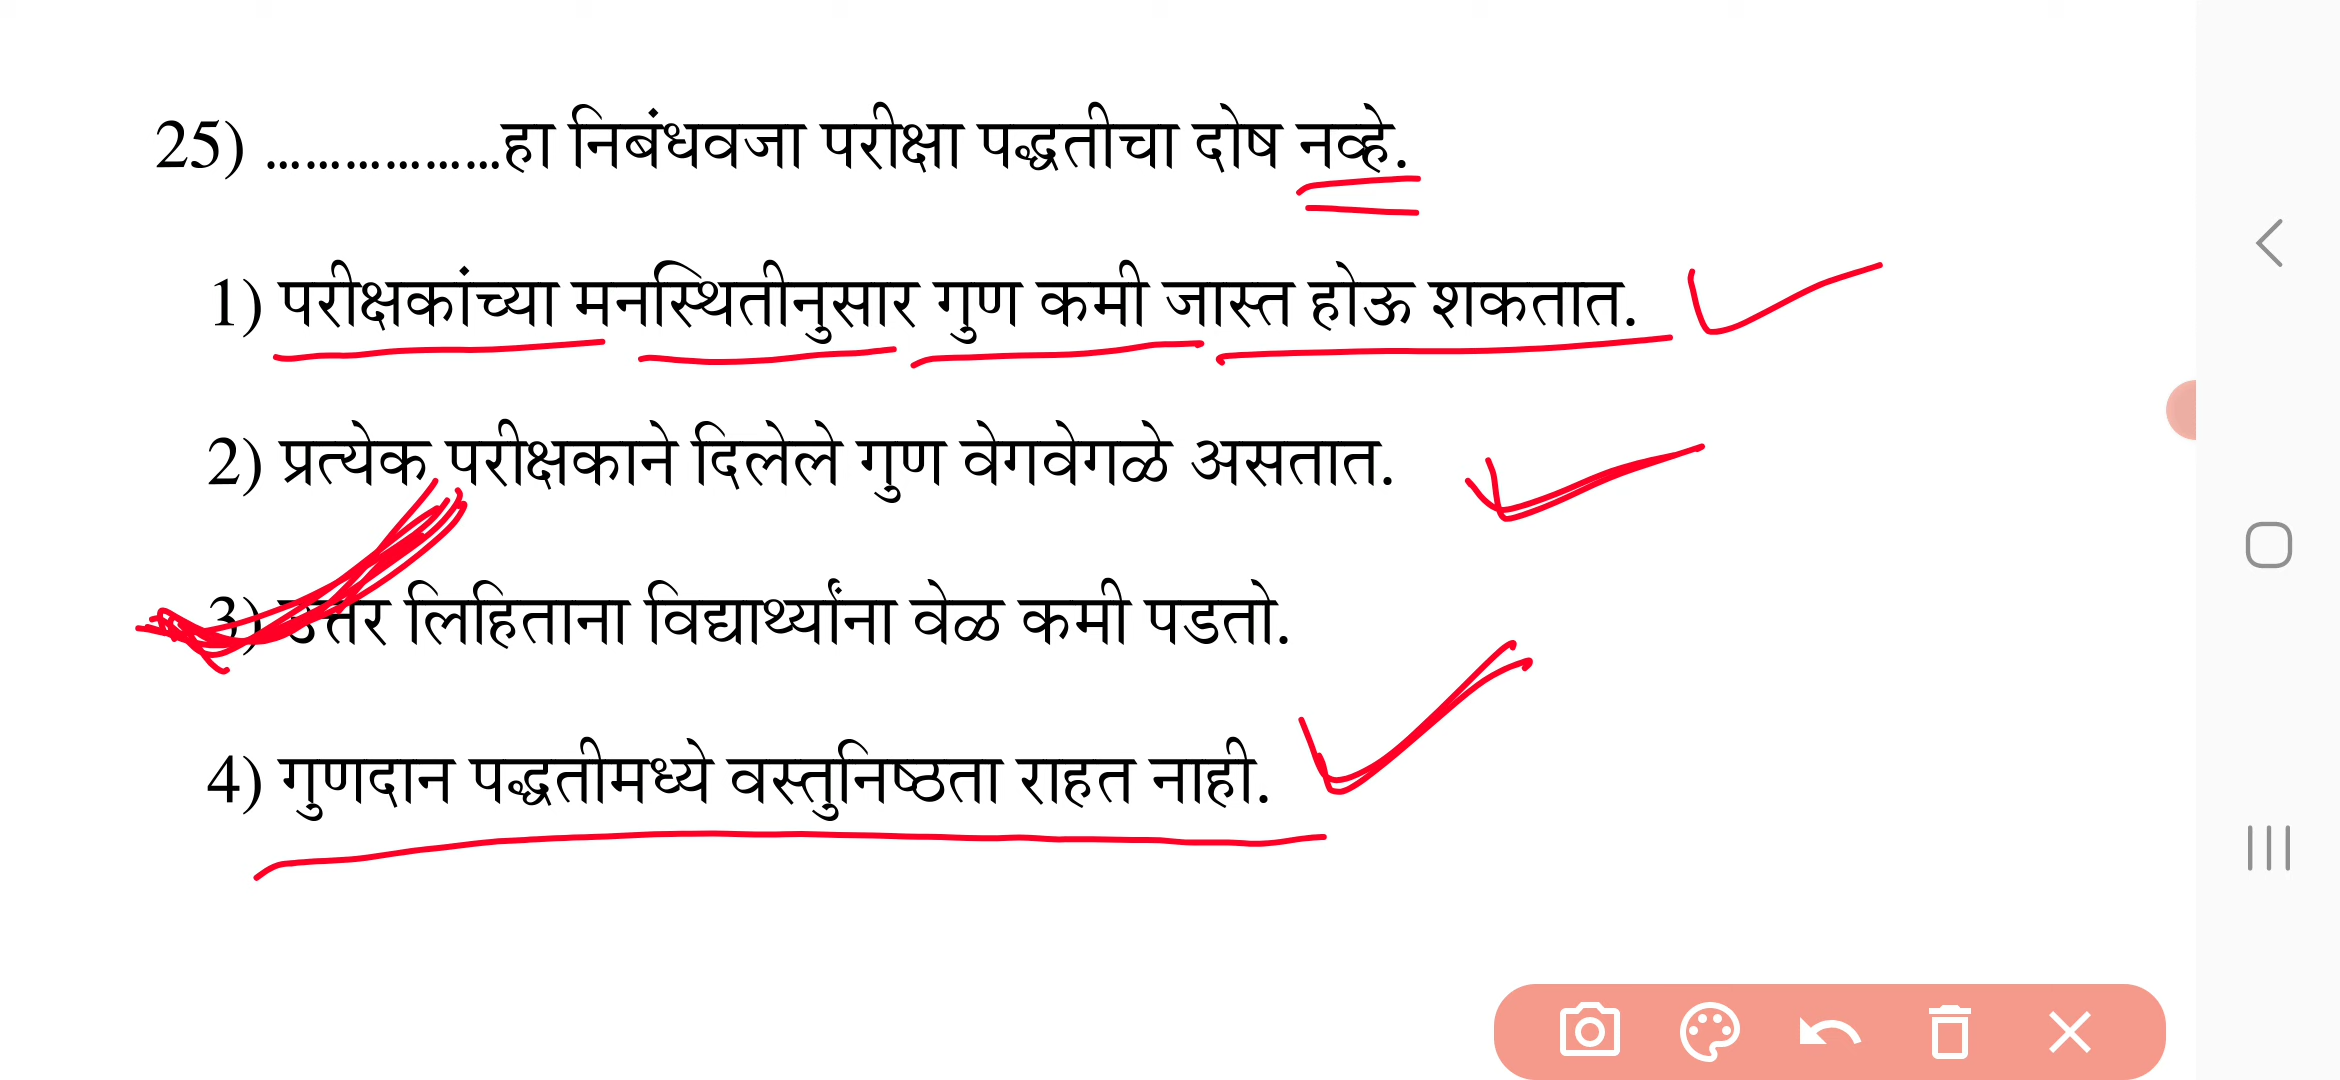 25) ..................हा निबंधवजा परीक्षा पद्धतीचा दोष नव्हे.
1) परीक्षकांच्या मनस्थितीनुसार गुण कमी जास्त होऊ शकतात.
2) प्रत्येक परीक्षकाने दिलेले गुण वेगवेगळे असतात.
3) उत्तर लिहिताना विद्यार्थ्यांना वेळ कमी पडतो.
4) गुणदान पद्धतीमध्ये वस्तुनिष्ठता राहत नाही.